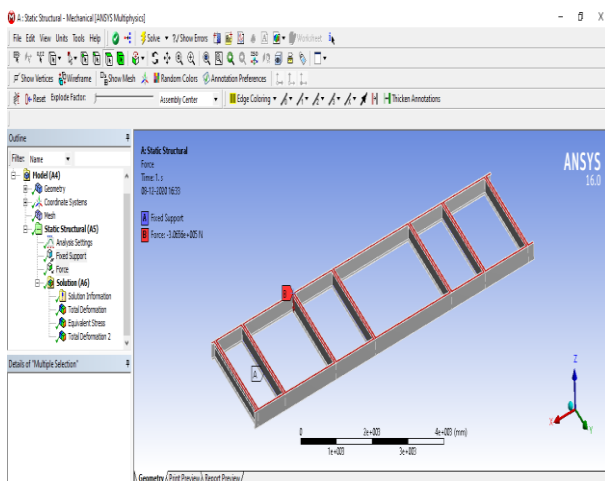 A : Static Structural - Mechanical [ANSYS Multiphysics]
File Edit View Units Tools Help Solve ?/ Show Errors Worksheet
Show Vertices Wireframe Show Mesh Random Colors Annotation Preferences
Reset Explode Factor: Assembly Center Edge Coloring Thicken Annotations
Outline
Filter: Name
Model (A4)
Geometry
Coordinate Systems
Mesh
Static Structural (A5)
Analysis Settings
Fixed Support
Force
Solution (A6)
Solution Information
Total Deformation
Equivalent Stress
Total Deformation 2
Details of "Multiple Selection"
A: Static Structural
Force
Time: 1. s
08-12-2020 16:33
A Fixed Support
B Force: -3.0656e+005 N
ANSYS
16.0
B
A
0 2e+003 4e+003 (mm)
1e+003 3e+003
Z
X
Y
Geometry Print Preview Report Preview